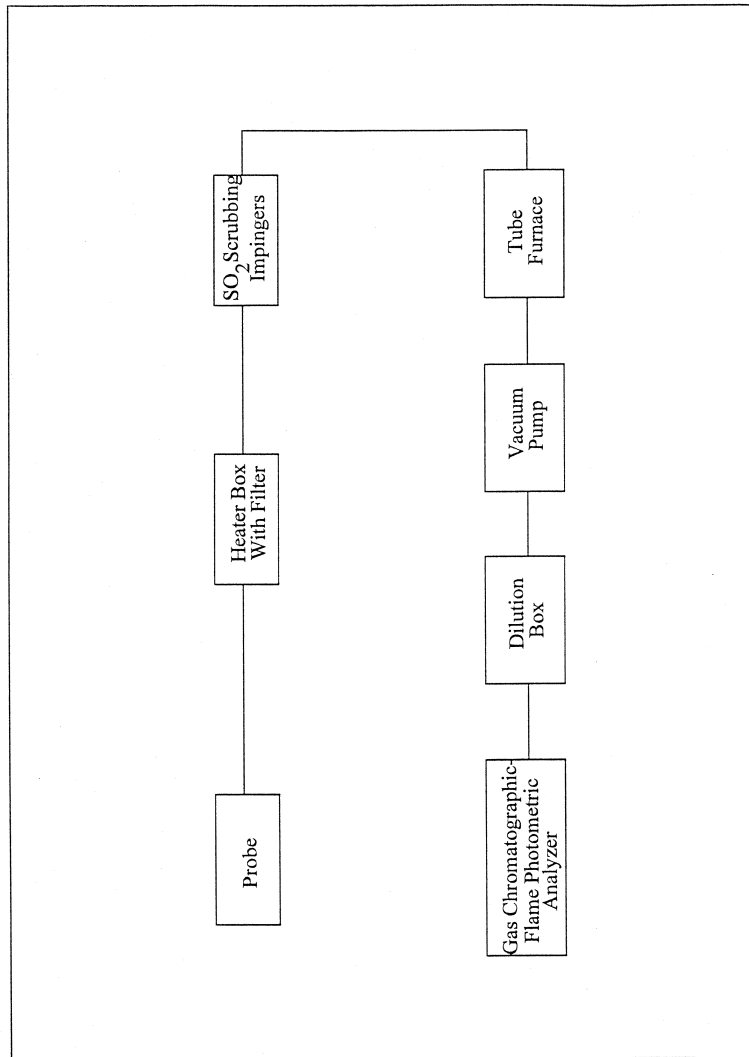 Probe
Heater Box
With Filter
SO2 Scrubbing
Impingers
Tube
Furnace
Vacuum
Pump
Dilution
Box
Gas Chromatographic-
Flame Photometric
Analyzer